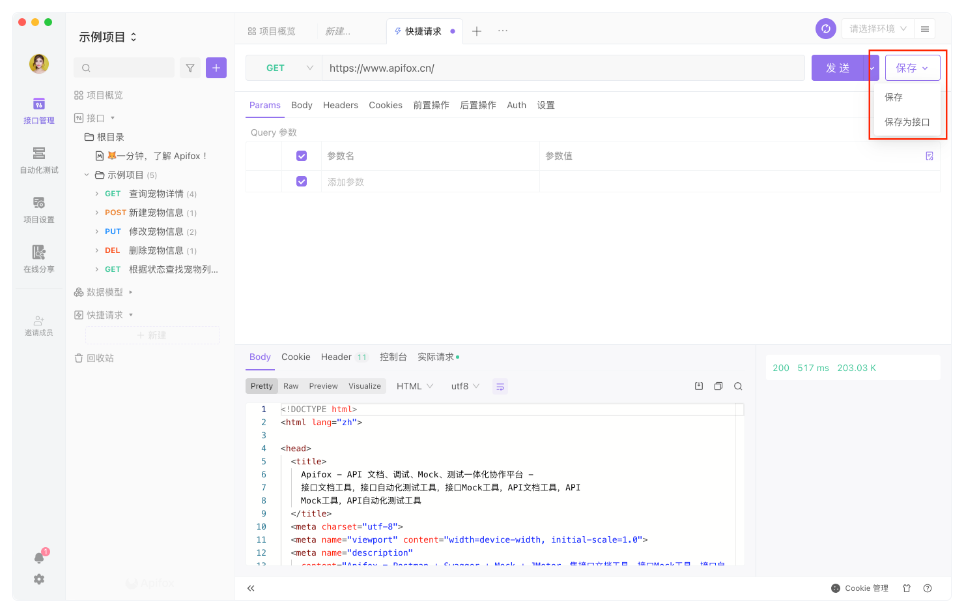 示例项目
项目概览
新建...
快捷请求
请选择环境
GET
https://www.apifox.cn/
发 送
保存
保存
保存为接口
接口管理
自动化测试
项目设置
在线分享
邀请成员
1
项目概览
接口
根目录
一分钟，了解 Apifox！
示例项目 (5)
GET 查询宠物详情 (4)
POST 新建宠物信息 (1)
PUT 修改宠物信息 (2)
DEL 删除宠物信息 (1)
GET 根据状态查找宠物列...
数据模型
快捷请求
+ 新建
回收站
Params Body Headers Cookies 前置操作 后置操作 Auth 设置
Query 参数
参数名 参数值
添加参数
Body Cookie Header 11 控制台 实际请求
200 517 ms 203.03 K
Pretty Raw Preview Visualize HTML utf8
1 <!DOCTYPE html>
2 <html lang="zh">
3
4 <head>
5 <title>
6 Apifox - API 文档、调试、Mock、测试一体化协作平台 -
7 接口文档工具，接口自动化测试工具，接口Mock工具，API文档工具，API
8 Mock工具，API自动化测试工具
9 </title>
10 <meta charset="utf-8">
11 <meta name="viewport" content="width=device-width, initial-scale=1.0">
12 <meta name="description"
13 content="Apifox = Postman + Swagger + Mock + JMeter，集接口文档工具，接口Mock工具，接口自
Cookie 管理